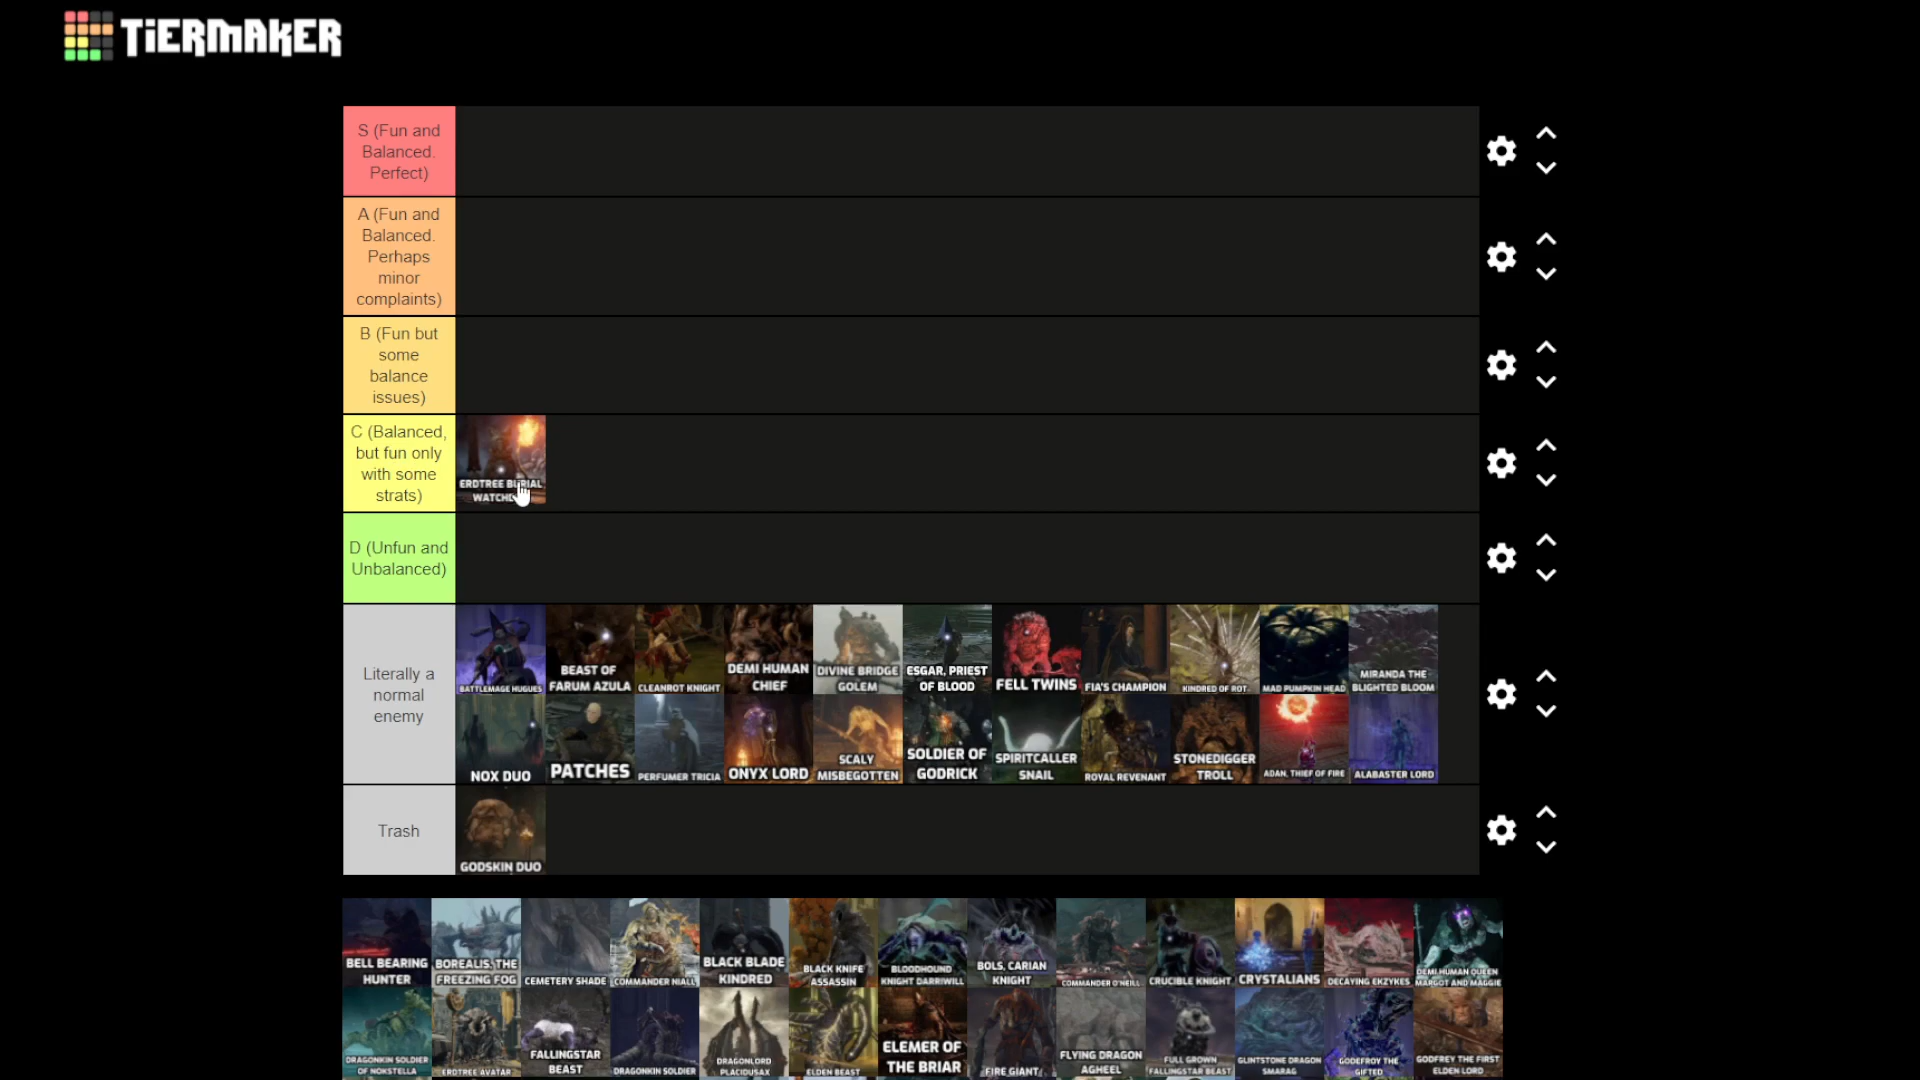 TiERMAKER
S (Fun and
Balanced.
Perfect)
A (Fun and
Balanced.
Perhaps
minor
complaints)
B (Fun but
some
balance
issues)
C (Balanced,
but fun only
with some
strats)
ERDTREE BURIAL
D (Unfun and
Unbalanced)
Literally a
normal
enemy
BATTLEMAGE HUGUES
BEAST OF
FARUM AZULA
CLEANROT KNIGHT
DEMI HUMAN
CHIEF
DIVINE BRIDGE
GOLEM
ESGAR, PRIEST
OF BLOOD
FELL TWINS
FIA'S CHAMPION
KINDRED OF ROT
MAD PUMPKIN HEAD
MIRANDA THE
BLIGHTED BLOOM
NOX DUO
PATCHES
PERFUMER TRICIA
ONYX LORD
SCALY
MISBEGOTTEN
SOLDIER OF
GODRICK
SPIRITCALLER
SNAIL
ROYAL REVENANT
STONEDIGGER
TROLL
ADAN, THIEF OF FIRE
ALABASTER LORD
Trash
GODSKIN DUO
BELL BEARING
HUNTER
BOREALIS, THE
FREEZING FOG
CEMETERY SHADE
COMMANDER NIALL
BLACK BLADE
KINDRED
BLACK KNIFE
ASSASSIN
BLOODHOUND
KNIGHT DARRIWILL
BOLS, CARIAN
KNIGHT
COMMANDER O'NEILL
CRUCIBLE KNIGHT
CRYSTALIANS
DECAYING EKZYKES
DEMI HUMAN QUEEN
MARGOT AND MAGGIE
DRAGONKIN SOLDIER
OF NOKSTELLA
ERDTREE AVATAR
FALLINGSTAR
BEAST
DRAGONKIN SOLDIER
DRAGONLORD
PLACIDUSAX
ELDEN BEAST
ELEMER OF
THE BRIAR
FIRE GIANT
FLYING DRAGON
AGHEEL
FULL GROWN
FALLINGSTAR BEAST
GLINTSTONE DRAGON
SMARAG
GODEFROY THE
GIFTED
GODFREY THE FIRST
ELDEN LORD